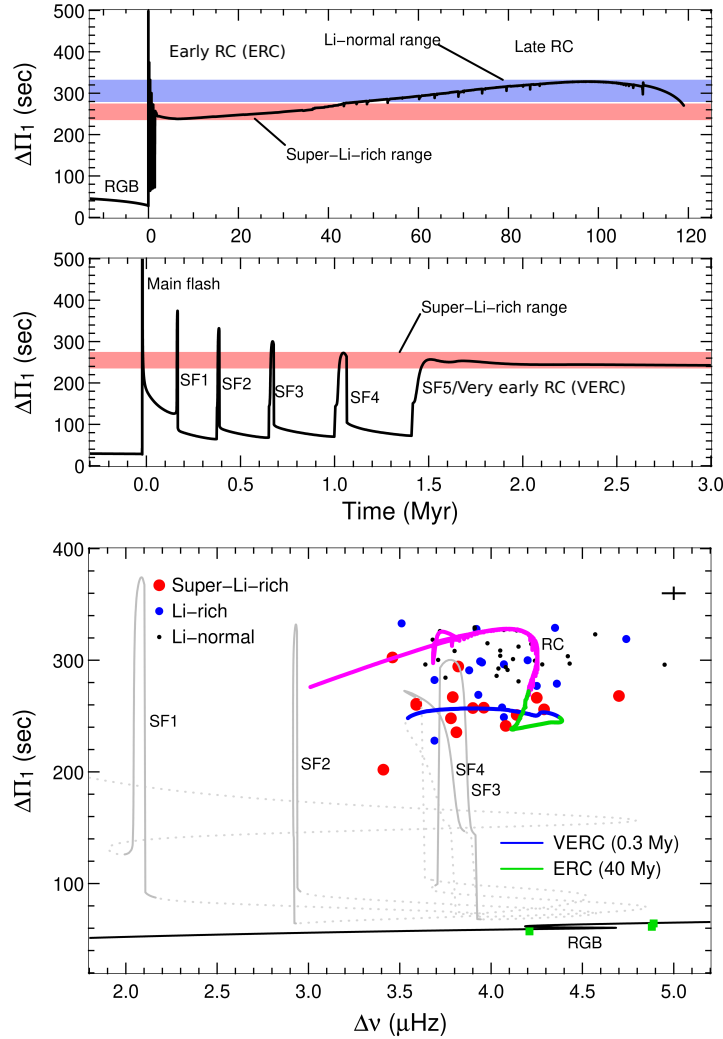 500
400
300
200
100
0
ΔΠ1 (sec)
Early RC (ERC)
Li−normal range
Late RC
Super−Li−rich range
RGB
0
20
40
60
80
100
120
500
400
300
200
100
0
ΔΠ1 (sec)
Main flash
Super−Li−rich range
SF1
SF2
SF3
SF4
SF5/Very early RC (VERC)
0.0
0.5
1.0
1.5
2.0
2.5
3.0
Time (Myr)
400
300
200
100
ΔΠ1 (sec)
Super−Li−rich
Li−rich
Li−normal
RC
SF1
SF2
SF4
SF3
VERC (0.3 My)
ERC (40 My)
RGB
2.0
2.5
3.0
3.5
4.0
4.5
5.0
Δν (μHz)